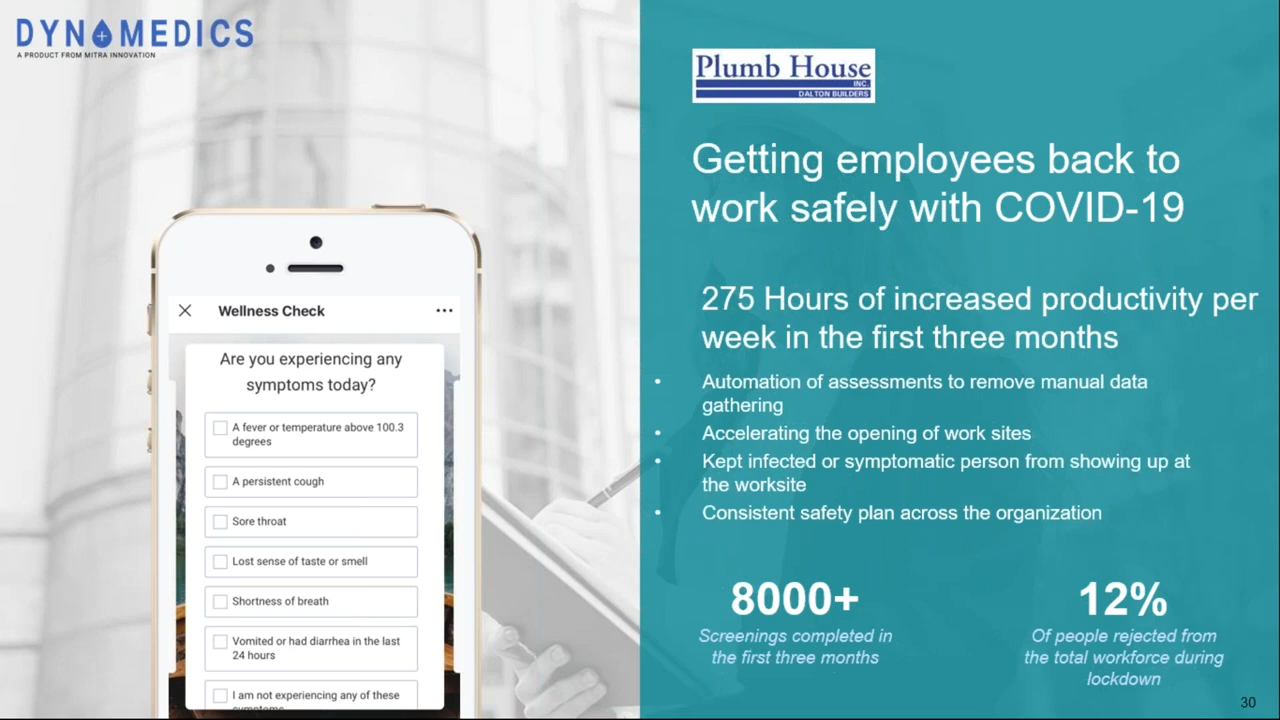 DYNAMEDICS
A PRODUCT FROM MITRA INNOVATION
Wellness Check
Are you experiencing any
symptoms today?
A fever or temperature above 100.3
degrees
A persistent cough
Sore throat
Lost sense of taste or smell
Shortness of breath
Vomited or had diarrhea in the last
24 hours
I am not experiencing any of these
symptoms
Plumb House
INC.
DALTON BUILDERS
Getting employees back to
work safely with COVID-19
275 Hours of increased productivity per
week in the first three months
• Automation of assessments to remove manual data
gathering
• Accelerating the opening of work sites
• Kept infected or symptomatic person from showing up at
the worksite
• Consistent safety plan across the organization
8000+
Screenings completed in
the first three months
12%
Of people rejected from
the total workforce during
lockdown
30